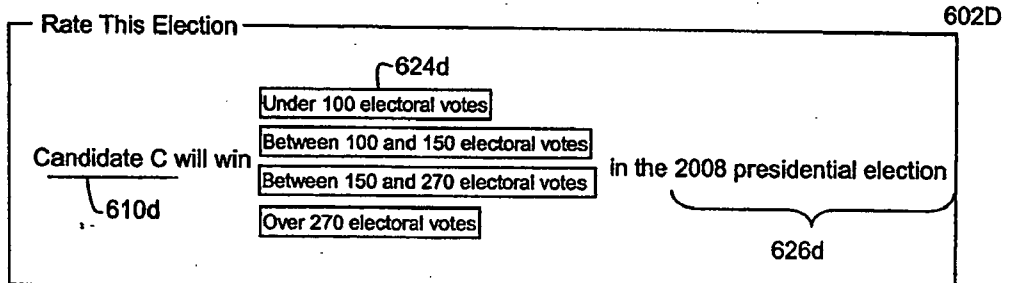 602D
Rate This Election
624d
Under 100 electoral votes
Between 100 and 150 electoral votes
Candidate C will win
in the 2008 presidential election
Between 150 and 270 electoral votes
610d
Over 270 electoral votes
626d